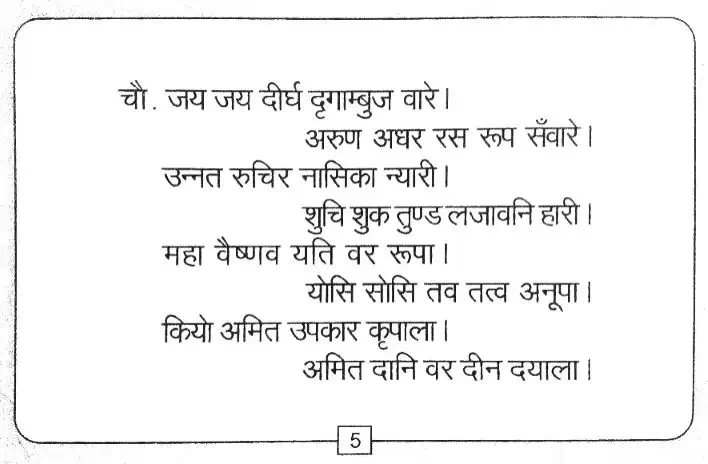 चौ. जय जय दीर्घ दृगाम्बुज वारे।
अरुण अधर रस रूप सँवारे।
उन्नत रुचिर नासिका न्यारी।
शुचि शुक तुण्ड लजावनि हारी।
महा वैष्णव यति वर रूपा।
योसि सोसि तव तत्व अनूपा।
कियो अमित उपकार कृपाला।
अमित दानि वर दीन दयाला।
5